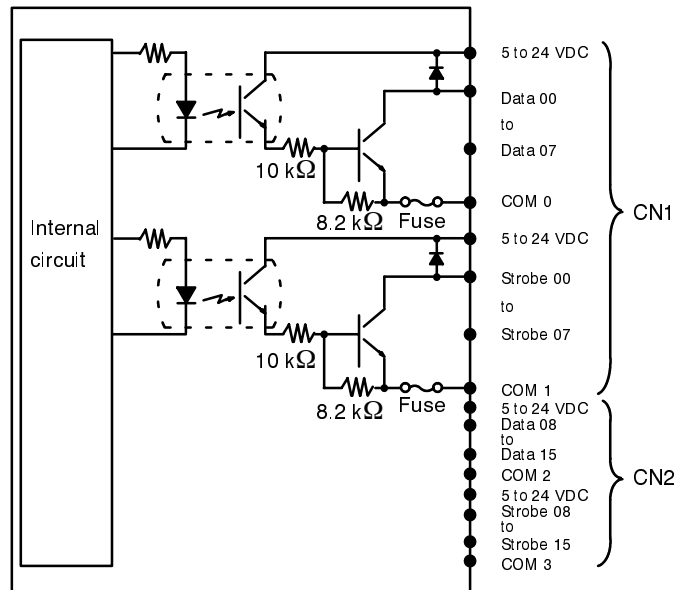 5 to 24 VDC
Data 00
to
Data 07
10 kΩ
COM 0
8.2 kΩ
Fuse
5 to 24 VDC
CN1
Internal
circuit
Strobe 00
to
Strobe 07
10 kΩ
COM 1
8.2 kΩ
Fuse
5 to 24 VDC
Data 08
to
Data 15
COM 2
CN2
5 to 24 VDC
Strobe 08
to
Strobe 15
COM 3